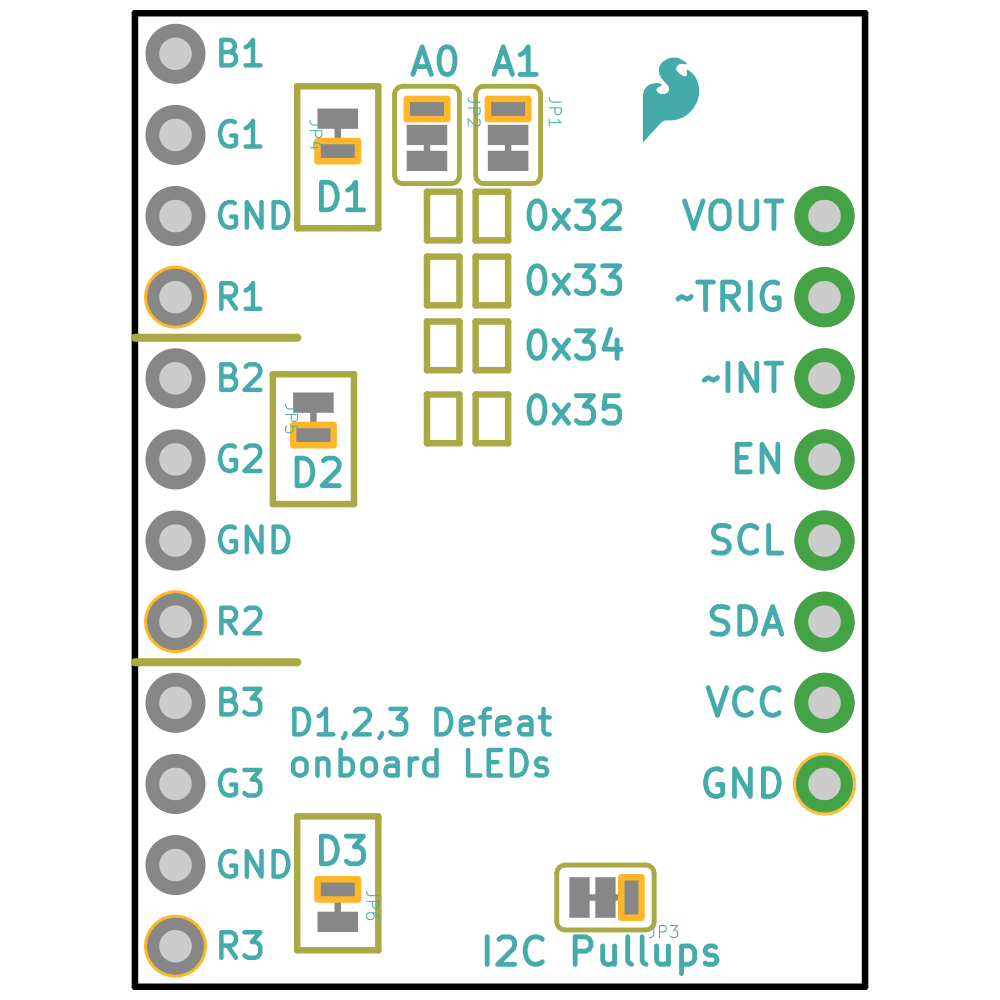 B1
G1
GND
R1
B2
G2
GND
R2
B3
G3
GND
R3
A0 A1
JP4
JP2
JP1
D1
0x32
0x33
0x34
0x35
JP5
D2
D1,2,3 Defeat
onboard LEDs
D3
JP6
JP3
I2C Pullups
VOUT
~TRIG
~INT
EN
SCL
SDA
VCC
GND